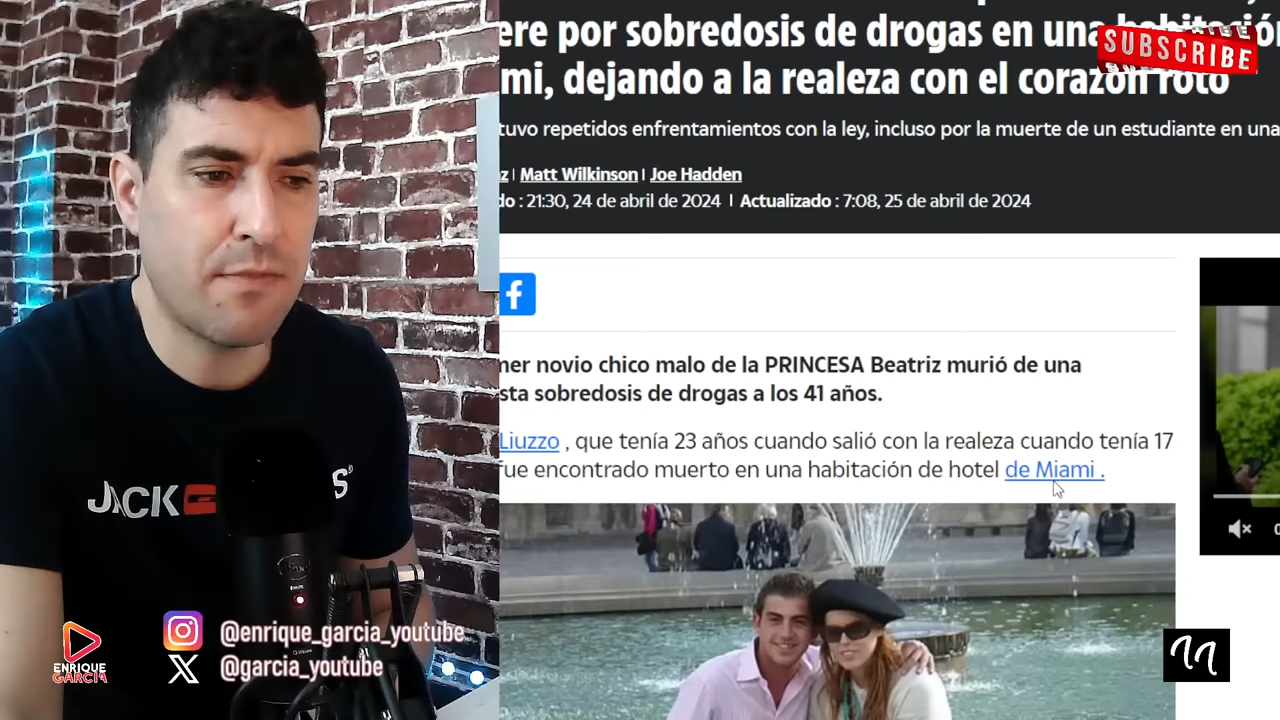 ere por sobredosis de drogas en una habitación
mi, dejando a la realeza con el corazón roto
SUBSCRIBE
tuvo repetidos enfrentamientos con la ley, incluso por la muerte de un estudiante en una
nz | Matt Wilkinson | Joe Hadden
do : 21:30, 24 de abril de 2024 | Actualizado : 7:08, 25 de abril de 2024
f
mer novio chico malo de la PRINCESA Beatriz murió de una
sta sobredosis de drogas a los 41 años.
Liuzzo , que tenía 23 años cuando salió con la realeza cuando tenía 17
fue encontrado muerto en una habitación de hotel de Miami .
JACK
S
@enrique_garcia_youtube
@garcia_youtube
ENRIQUE
GARCIA